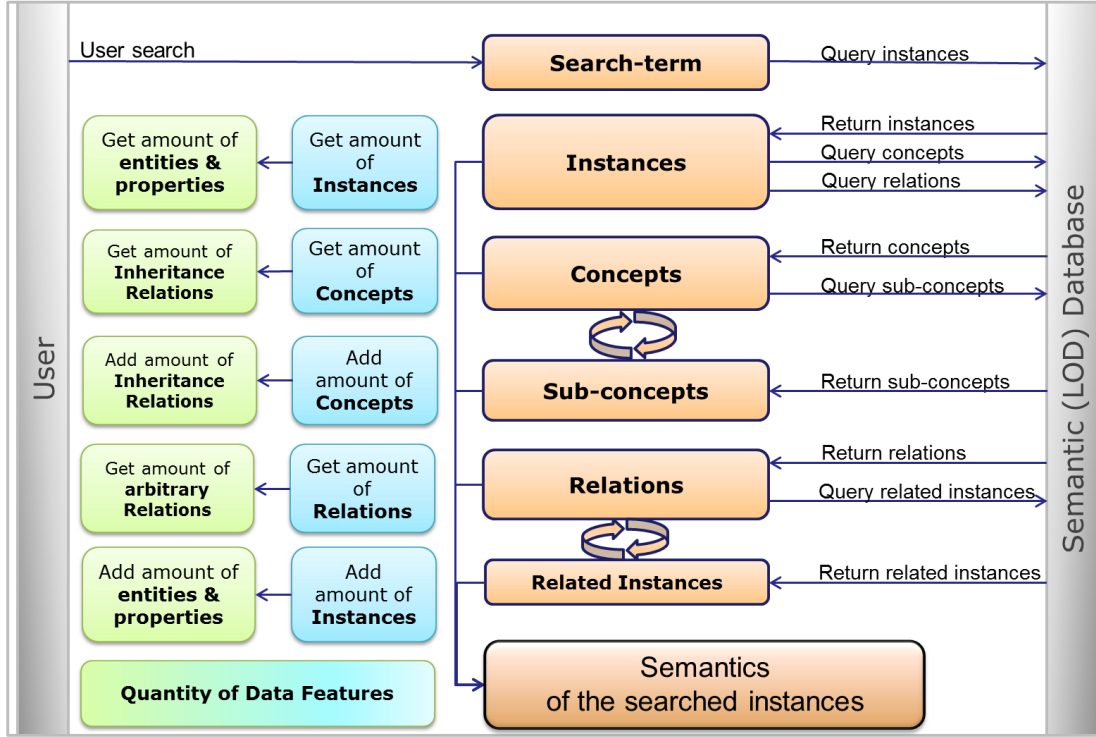 User search
Search-term
Query instances
Get amount of
entities &
properties
Get amount
of
Instances
Instances
Return instances
Query concepts
Query relations
Get amount of
Inheritance
Relations
Get amount
of
Concepts
Concepts
Return concepts
Query sub-concepts
Add amount of
Inheritance
Relations
Add
amount of
Concepts
Sub-concepts
Return sub-concepts
Get amount of
arbitrary
Relations
Get amount
of
Relations
Relations
Return relations
Query related instances
Add amount of
entities &
properties
Add
amount of
Instances
Related Instances
Return related instances
Quantity of Data Features
Semantics
of the searched instances
User
Semantic (LOD) Database